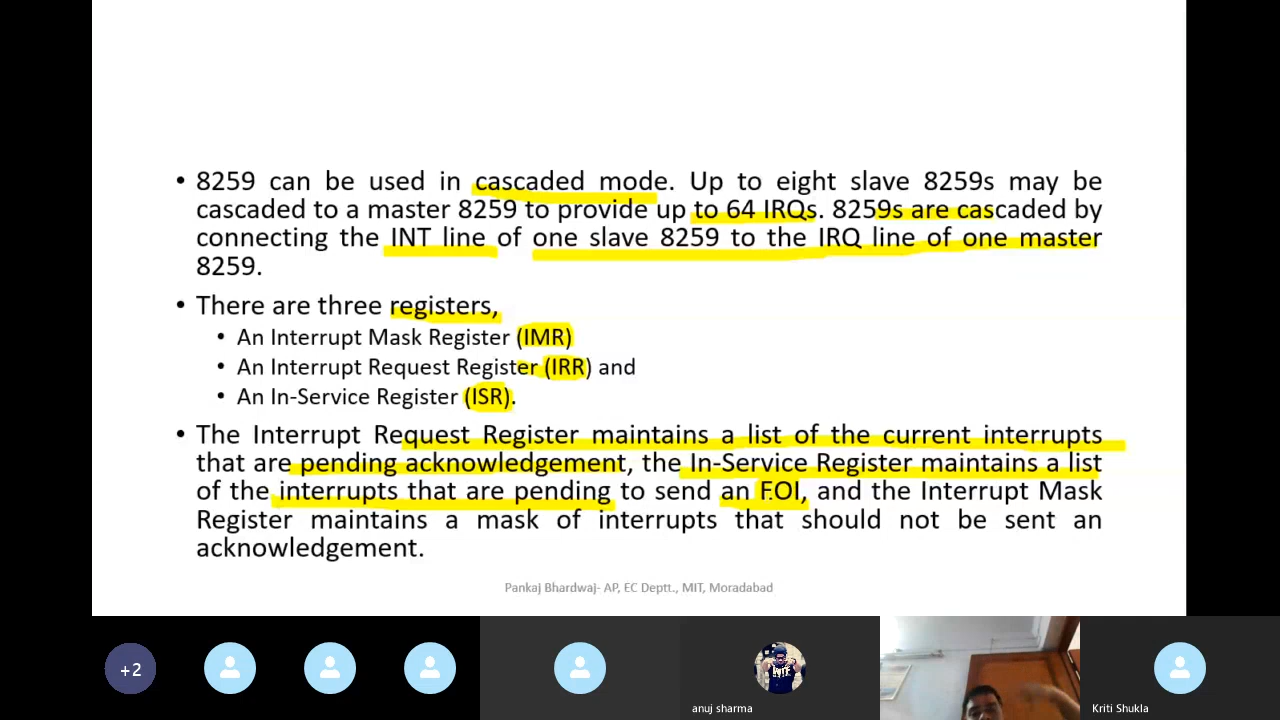 • 8259 can be used in cascaded mode. Up to eight slave 8259s may be
cascaded to a master 8259 to provide up to 64 IRQs. 8259s are cascaded by
connecting the INT line of one slave 8259 to the IRQ line of one master
8259.
• There are three registers,
• An Interrupt Mask Register (IMR)
• An Interrupt Request Register (IRR) and
• An In-Service Register (ISR).
• The Interrupt Request Register maintains a list of the current interrupts
that are pending acknowledgement, the In-Service Register maintains a list
of the interrupts that are pending to send an EOI, and the Interrupt Mask
Register maintains a mask of interrupts that should not be sent an
acknowledgement.
Pankaj Bhardwaj- AP, EC Deptt., MIT, Moradabad
+2
anuj sharma
Kriti Shukla